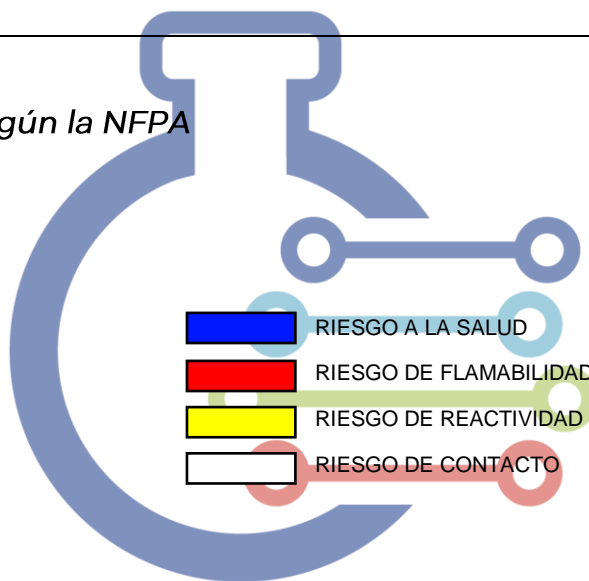 gún la NFPA
RIESGO A LA SALUD
RIESGO DE FLAMABILIDAD
RIESGO DE REACTIVIDAD
RIESGO DE CONTACTO